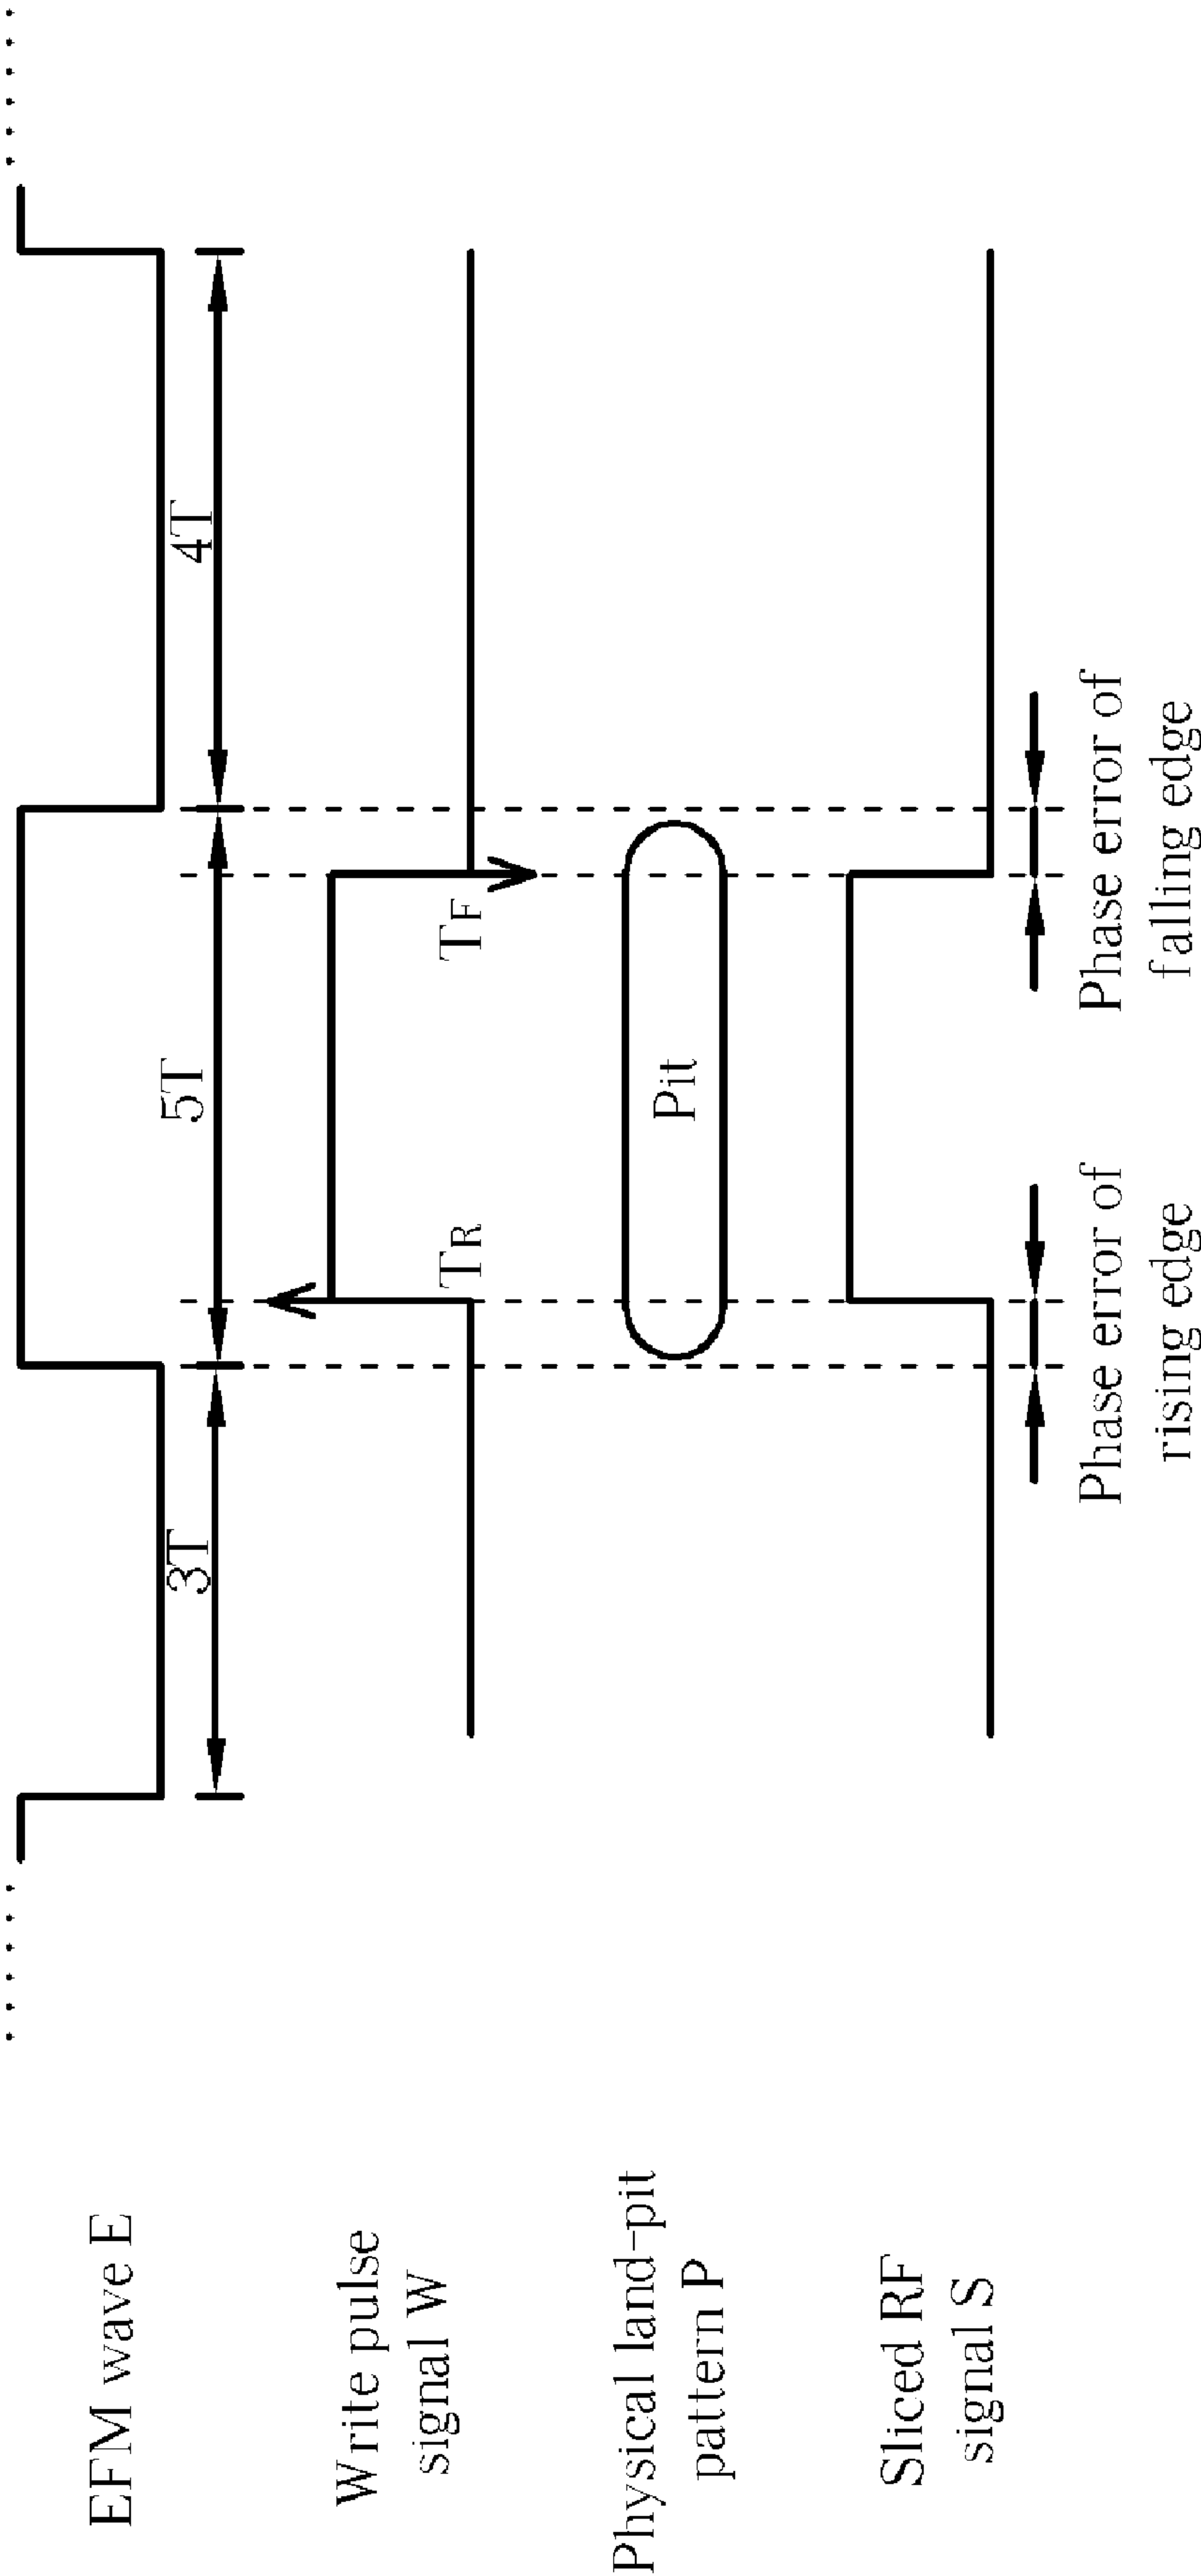 EFM wave E
3T
5T
4T
Write pulse
signal W
TR
TF
Physical land-pit
pattern P
Pit
Sliced RF
signal S
Phase error of
rising edge
Phase error of
falling edge